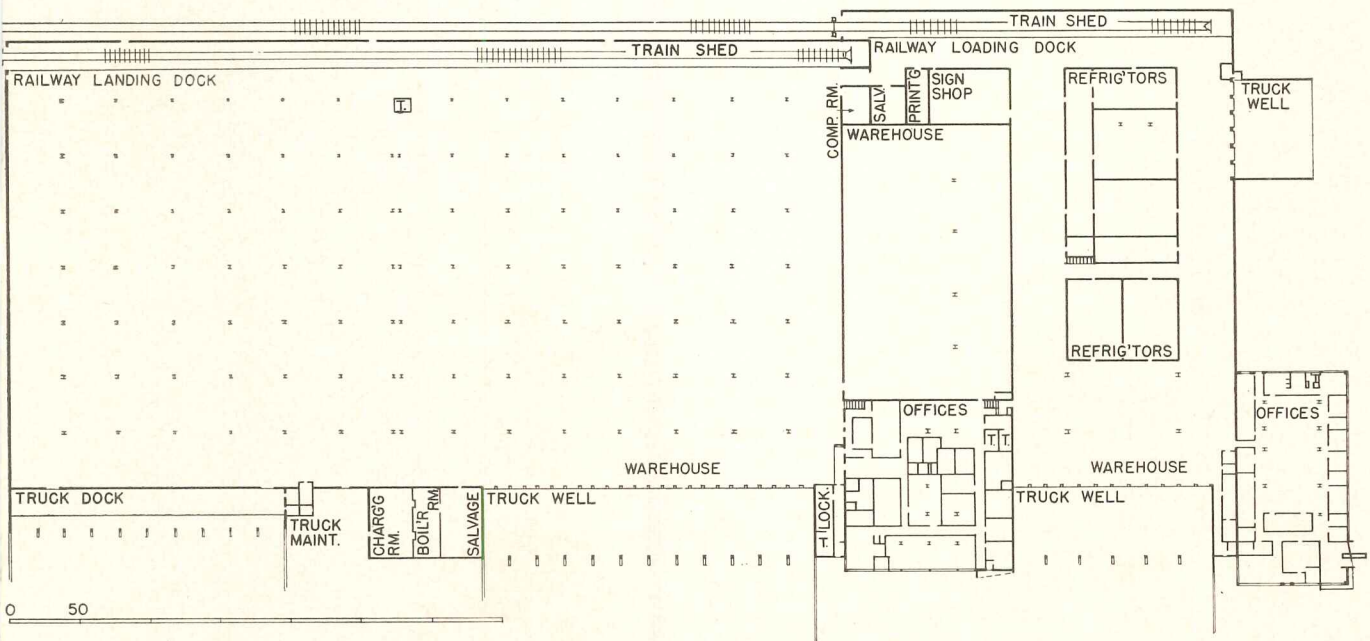 TRAIN SHED
TRAIN SHED
RAILWAY LOADING DOCK
RAILWAY LANDING DOCK
T.
COMP. RM.
SALV.
PRINT'G
SIGN
SHOP
REFRIG'TORS
TRUCK
WELL
WAREHOUSE
REFRIG'TORS
OFFICES
T.
T.
OFFICES
WAREHOUSE
WAREHOUSE
TRUCK DOCK
TRUCK
MAINT.
CHARG'G
RM.
BOIL'R
RM.
SALVAGE
TRUCK WELL
LOCK.
TRUCK WELL
0 50